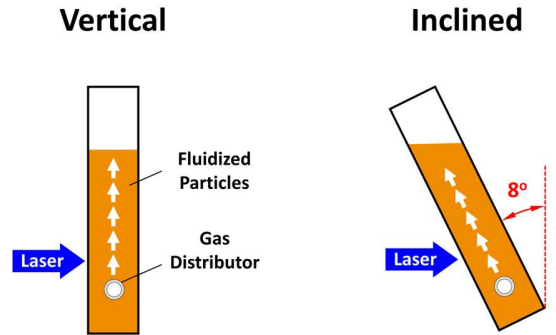 Vertical
Inclined
Fluidized
Particles
8°
Gas
Distributor
Laser
Laser